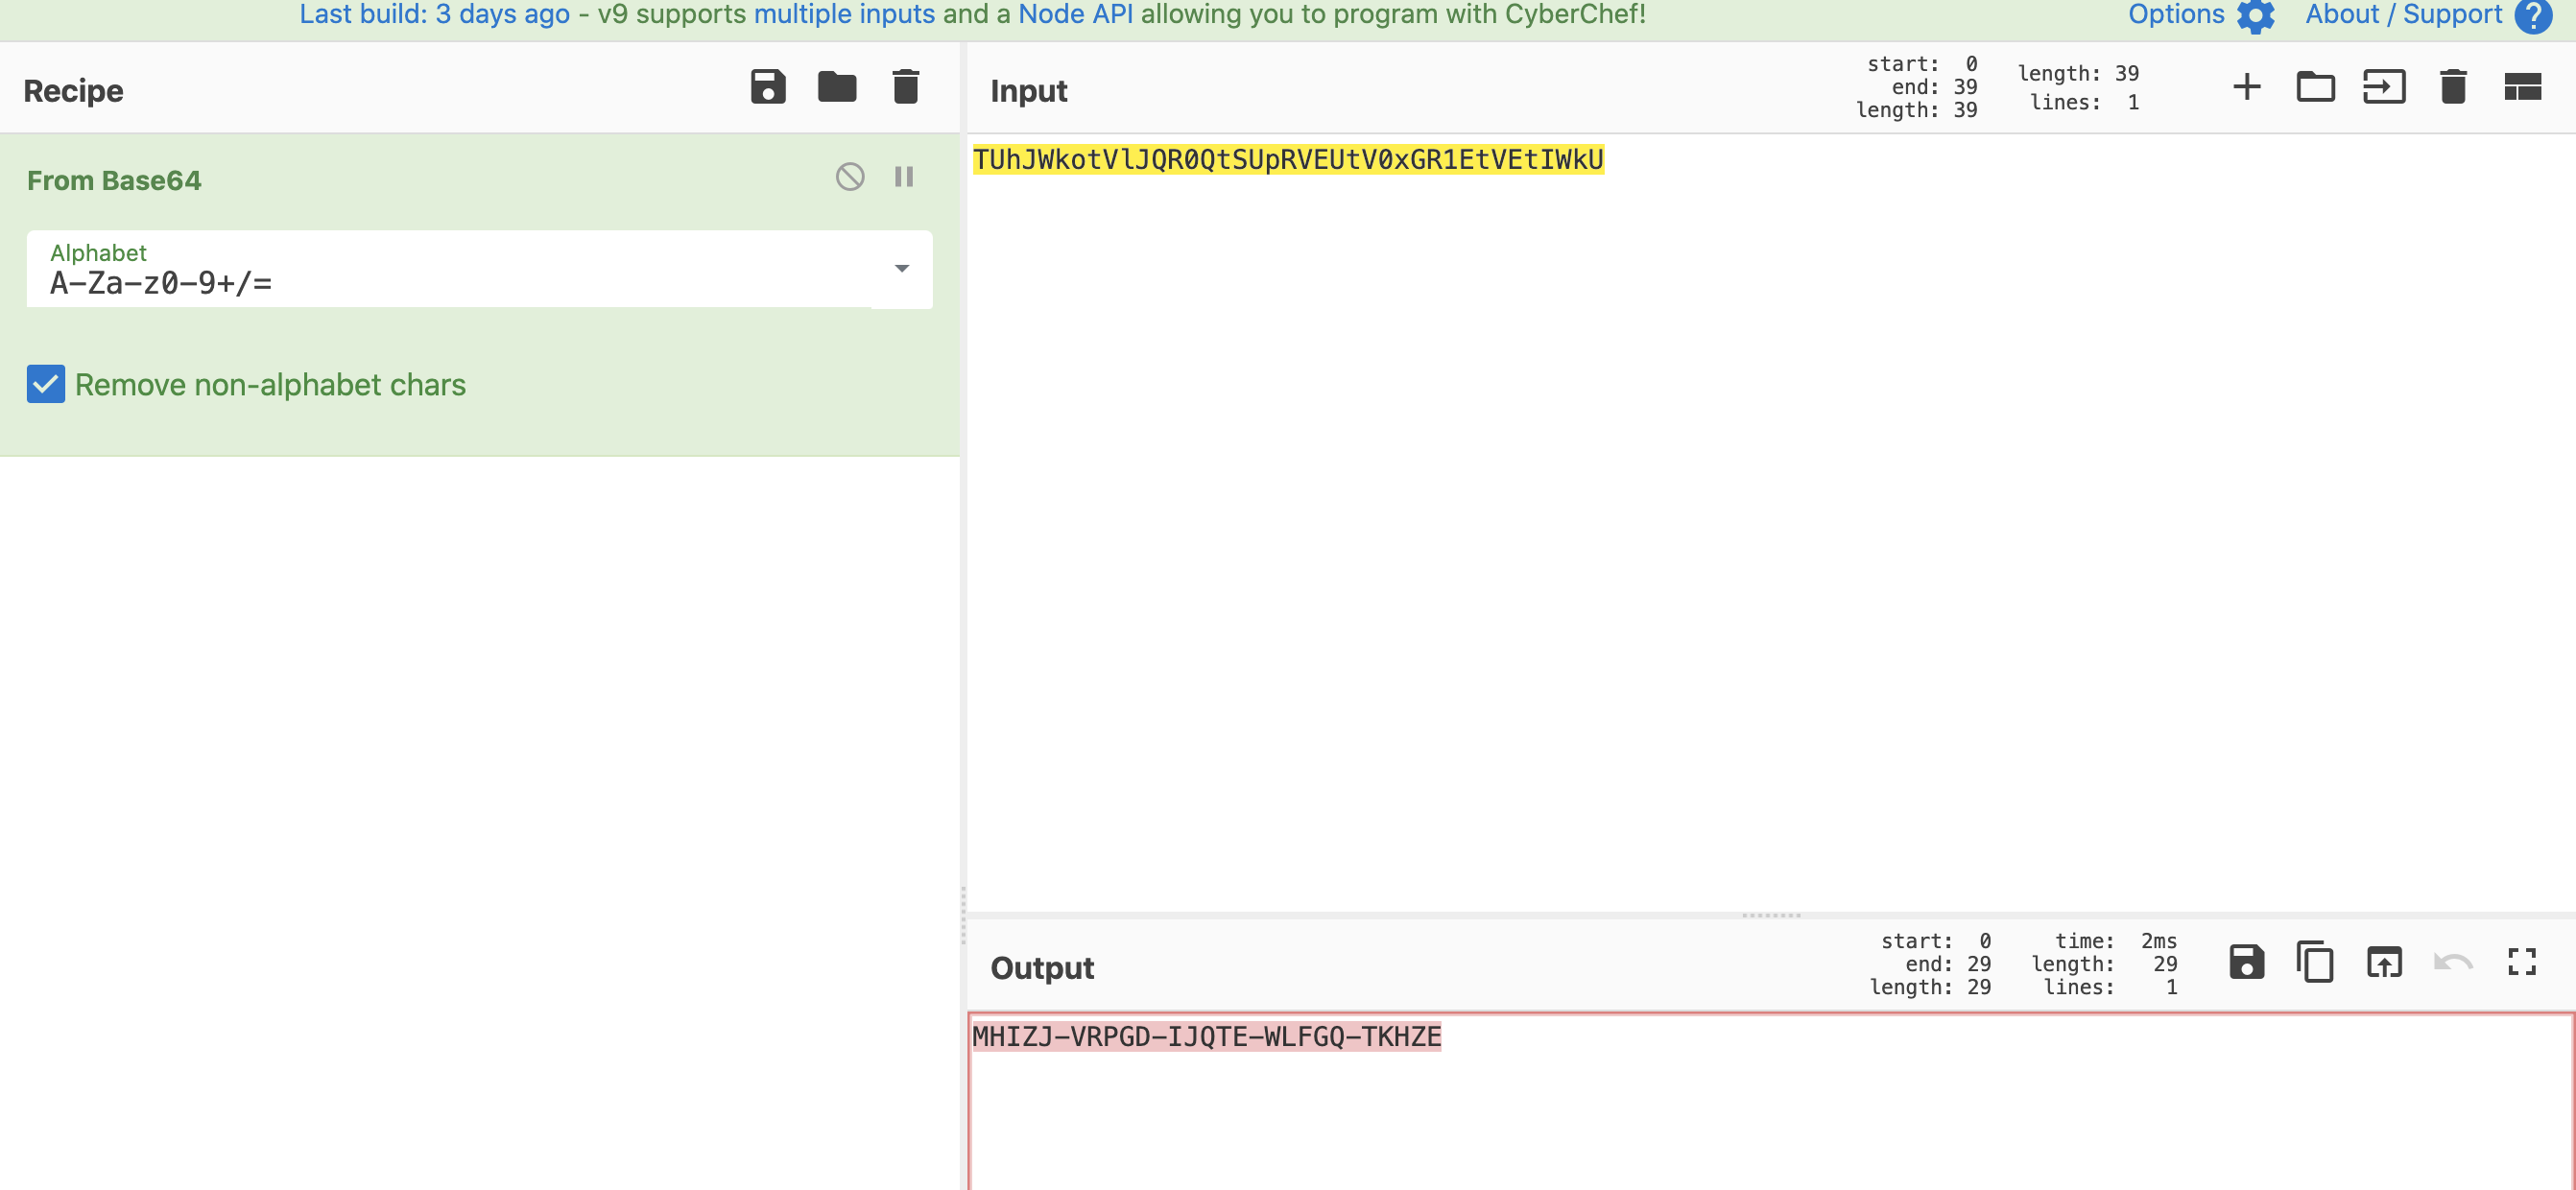 Last build: 3 days ago - v9 supports multiple inputs and a Node API allowing you to program with CyberChef!
Options
About / Support
Recipe
From Base64
Alphabet
A-Za-z0-9+/=
Remove non-alphabet chars
Input
start: 0
end: 39
length: 39
length: 39
lines: 1
TUhJWkotVlJQR0QtSUpRVEUtV0xGR1EtVEtIWkU
Output
start: 0
end: 29
length: 29
time: 2ms
length: 29
lines: 1
MHIZJ-VRPGD-IJQTE-WLFGQ-TKHZE